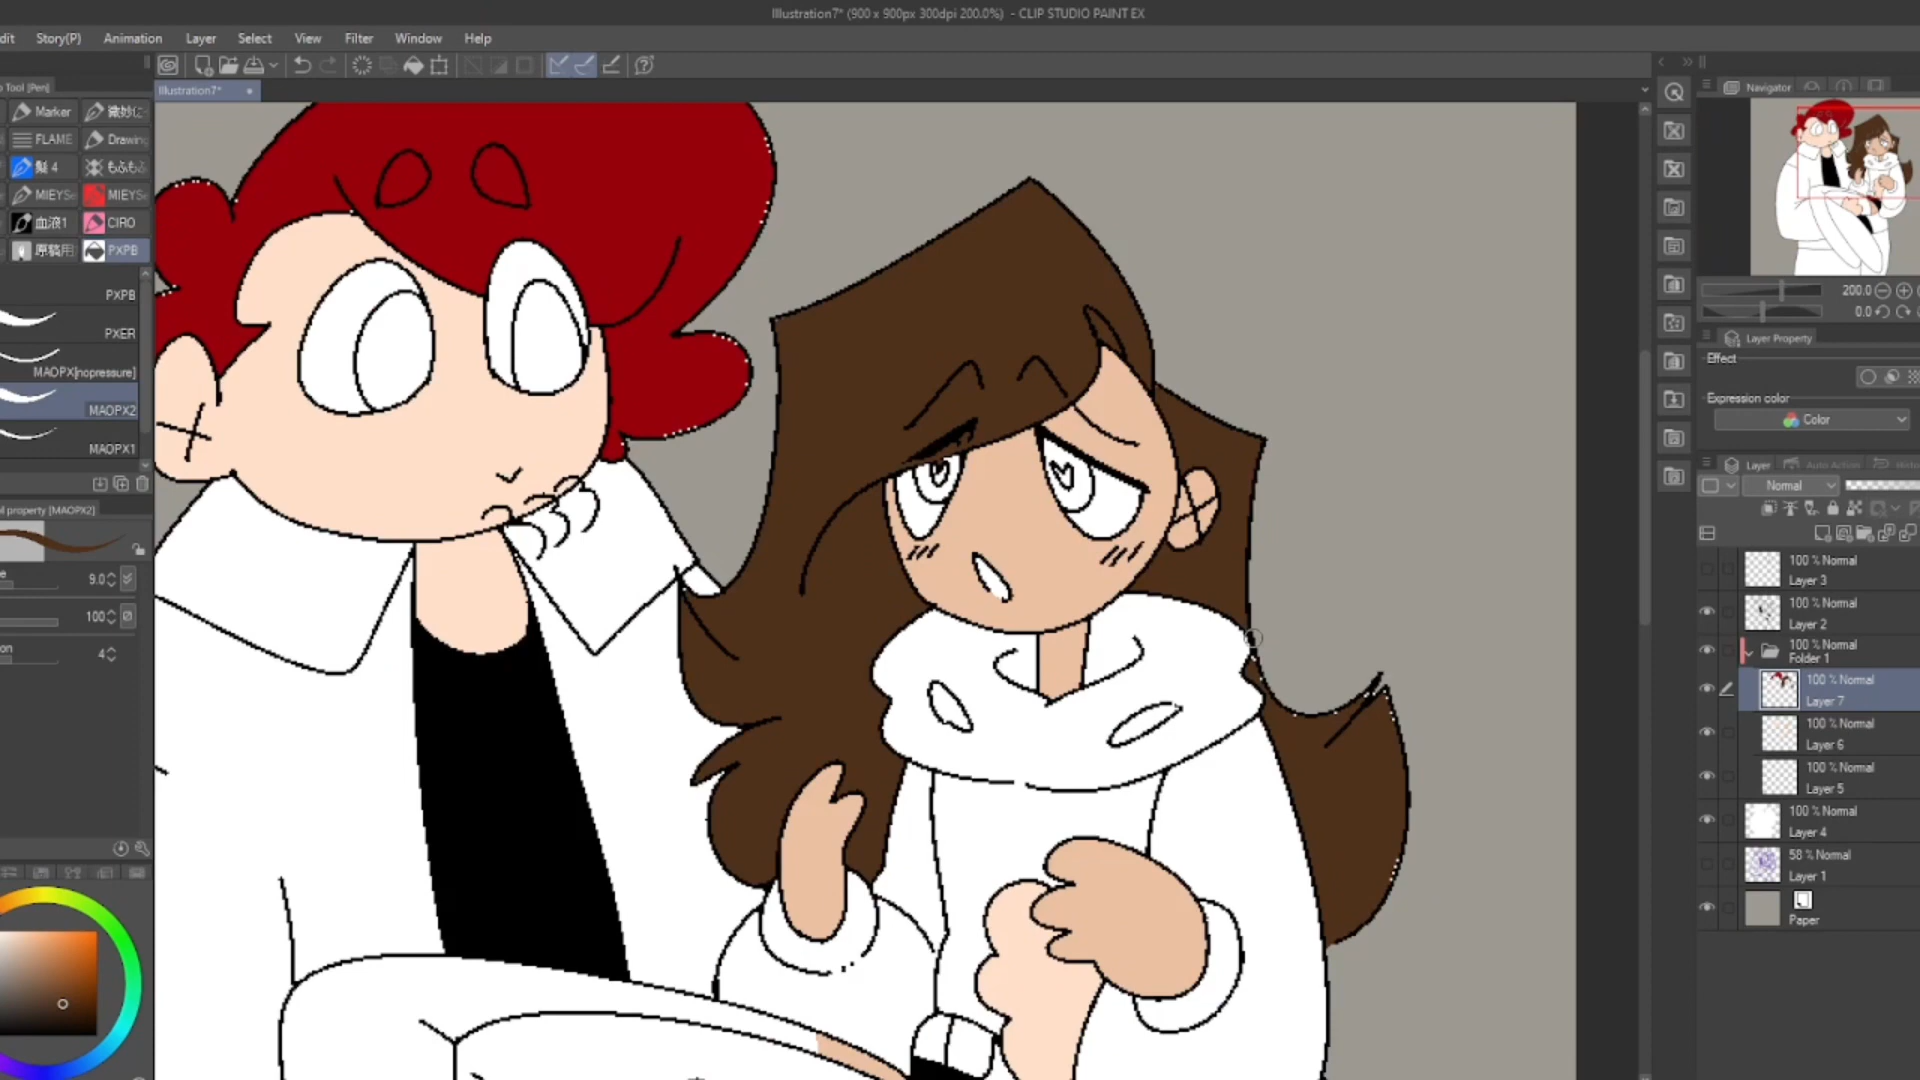 Illustration7* (900 x 900px 300dpi 200.0%) - CLIP STUDIO PAINT EX
dit Story(P) Animation Layer Select View Filter Window Help
Illustration7*
Tool [Pen]
Marker
FLAME Drawin
髪 4 もふもふ
MIEYS MIEYS
血液1 CIRO
原稿用 PXPB
PXPB
PXER
MAOPX[nopressure]
MAOPX2
MAOPX1
l property [MAOPX2]
e 9.0
100
on 4
Navigator
200.0
0.0
Layer Property
Effect
Expression color
Color
Layer Auto Action Histor
Normal
100 % Normal
Layer 3
100 % Normal
Layer 2
100 % Normal
Folder 1
100 % Normal
Layer 7
100 % Normal
Layer 6
100 % Normal
Layer 5
100 % Normal
Layer 4
58 % Normal
Layer 1
Paper